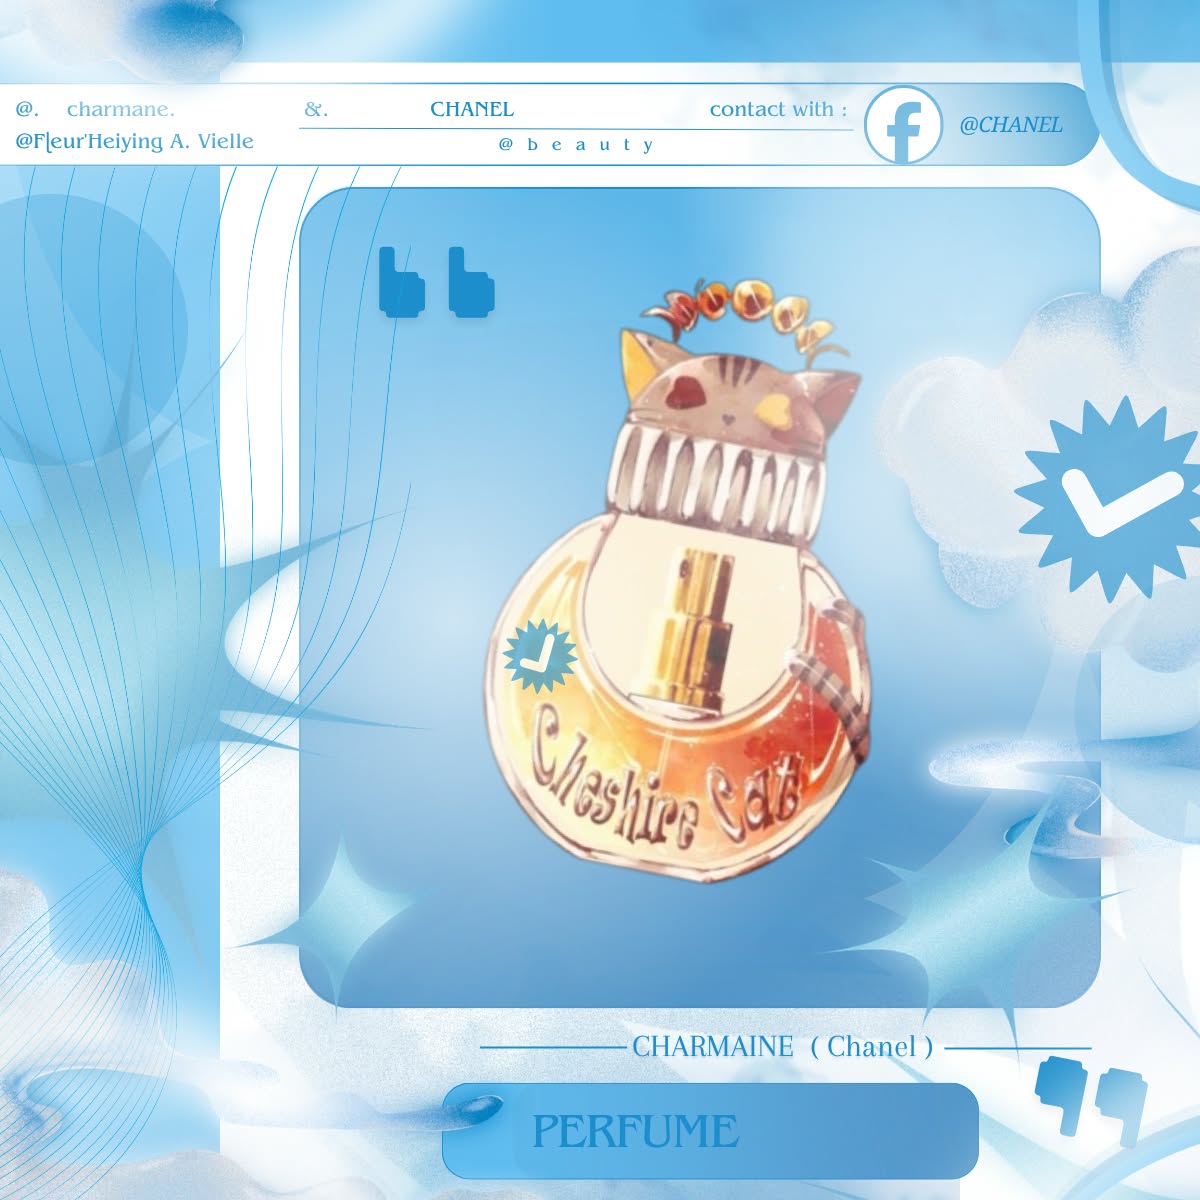 @. charmane. &. CHANEL contact with :
@Fleur'Heiying A. Vielle @ b e a u t y
@CHANEL
Cheshire Cat
CHARMAINE ( Chanel )
PERFUME